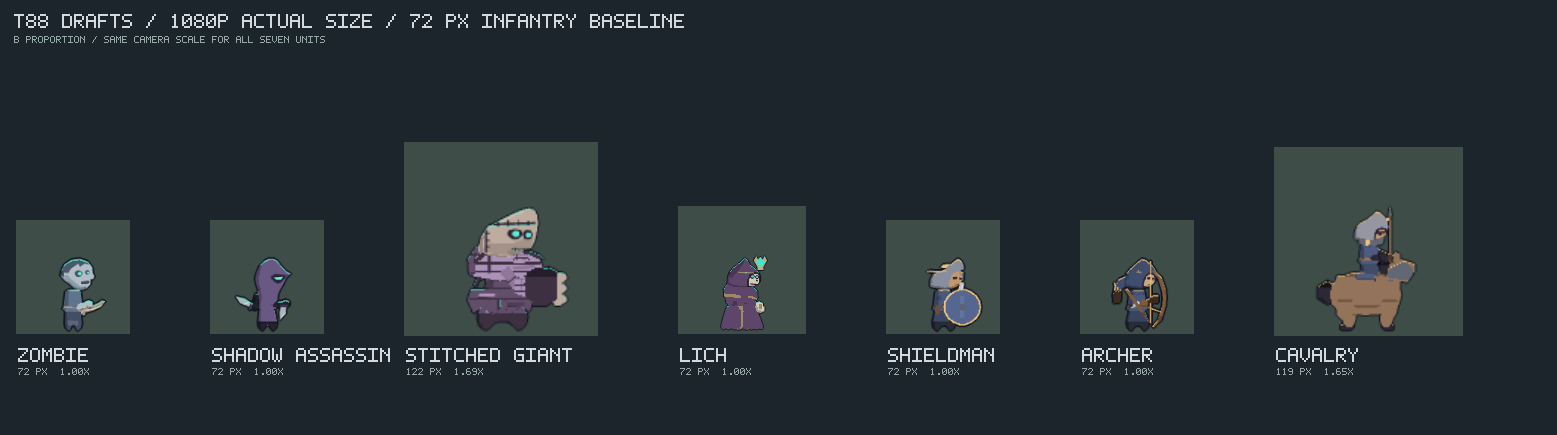 T88 DRAFTS / 1080P ACTUAL SIZE / 72 PX INFANTRY BASELINE
B PROPORTION / SAME CAMERA SCALE FOR ALL SEVEN UNITS
ZOMBIE
72 PX 1.00X
SHADOW ASSASSIN
72 PX 1.00X
STITCHED GIANT
122 PX 1.69X
LICH
72 PX 1.00X
SHIELDMAN
72 PX 1.00X
ARCHER
72 PX 1.00X
CAVALRY
119 PX 1.65X